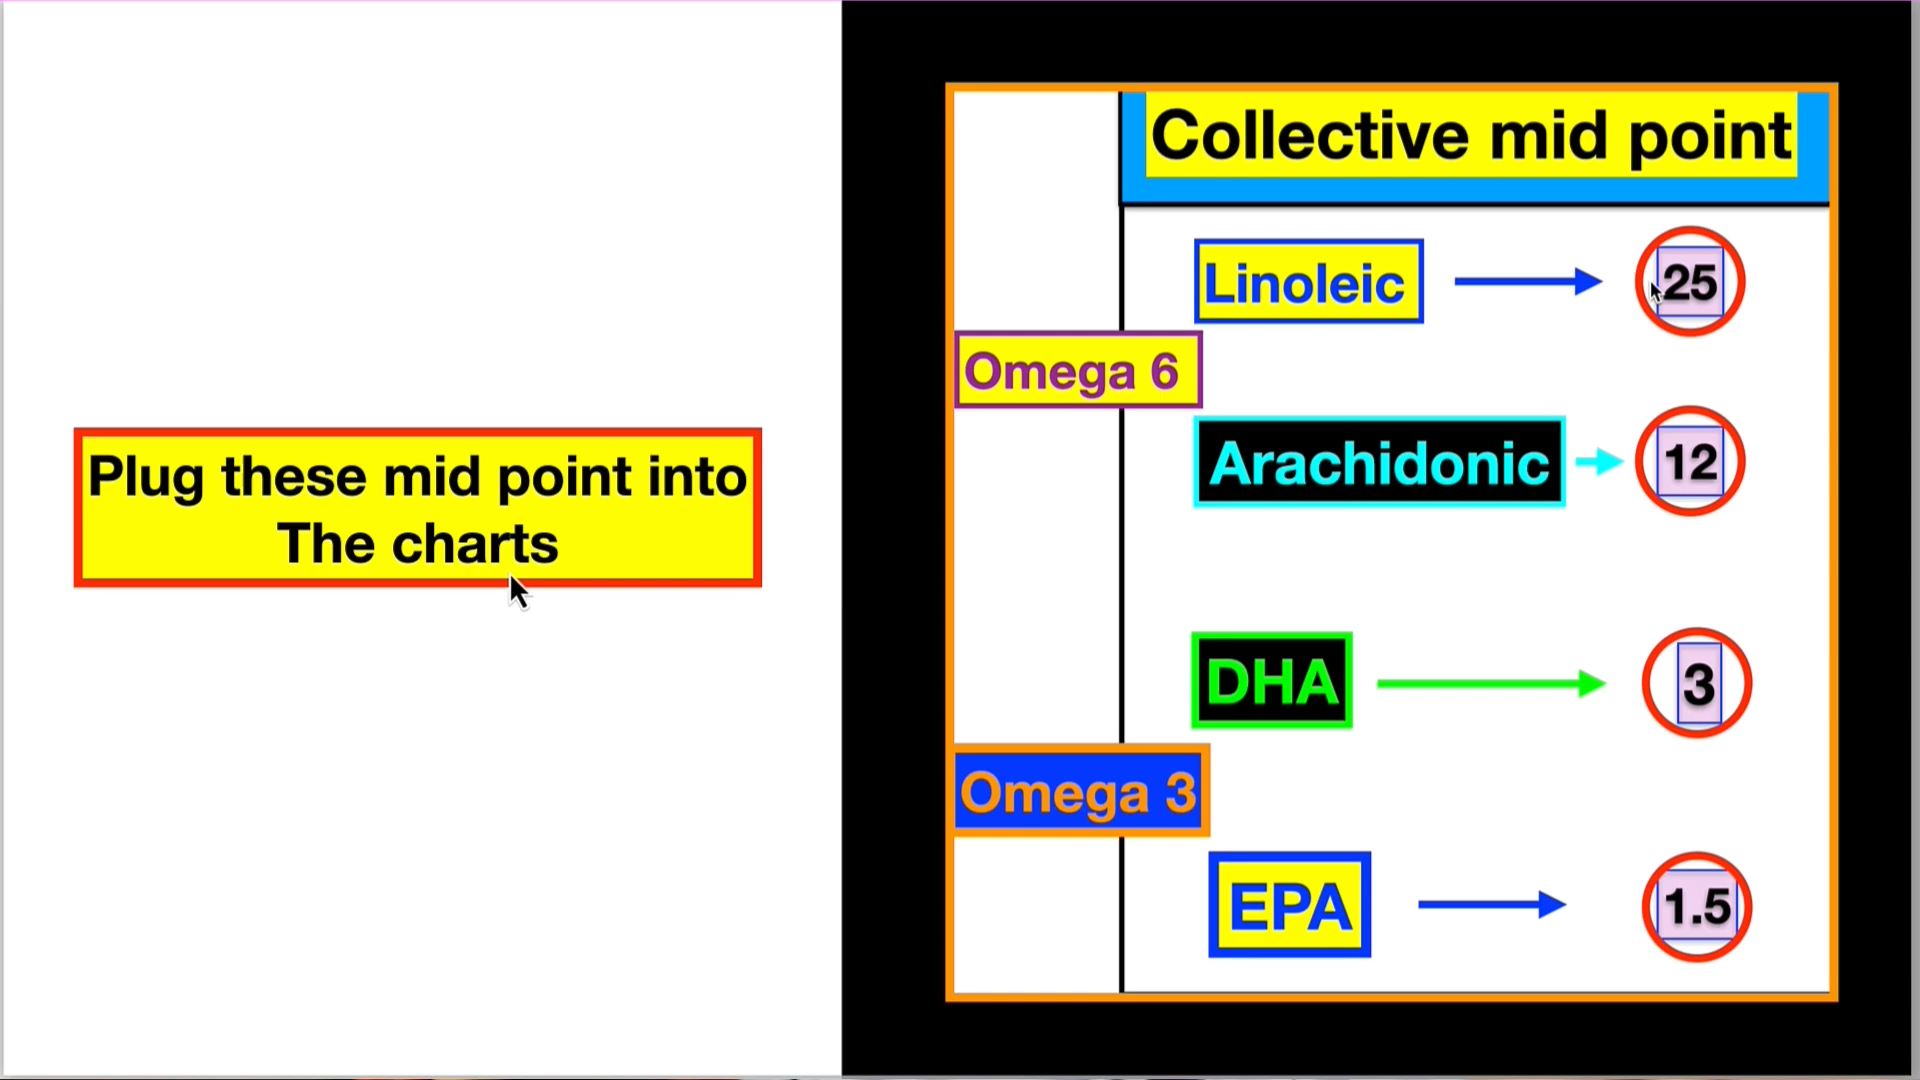 Plug these mid point into
The charts
Collective mid point
Linoleic
25
Omega 6
Arachidonic
12
DHA
3
Omega 3
EPA
1.5